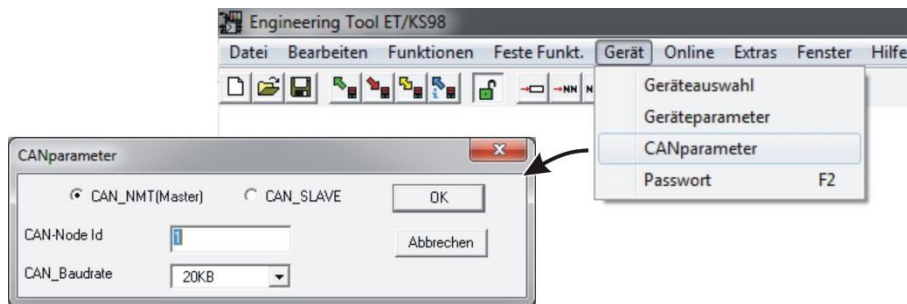 Engineering Tool ET/KS98
Datei Bearbeiten Funktionen Feste Funkt. Gerät Online Extras Fenster Hilfe
NN N
Geräteauswahl
Geräteparameter
CANparameter
Passwort F2
CANparameter
CAN_NMT(Master) CAN_SLAVE OK
CAN-Node Id 1 Abbrechen
CAN_Baudrate 20KB